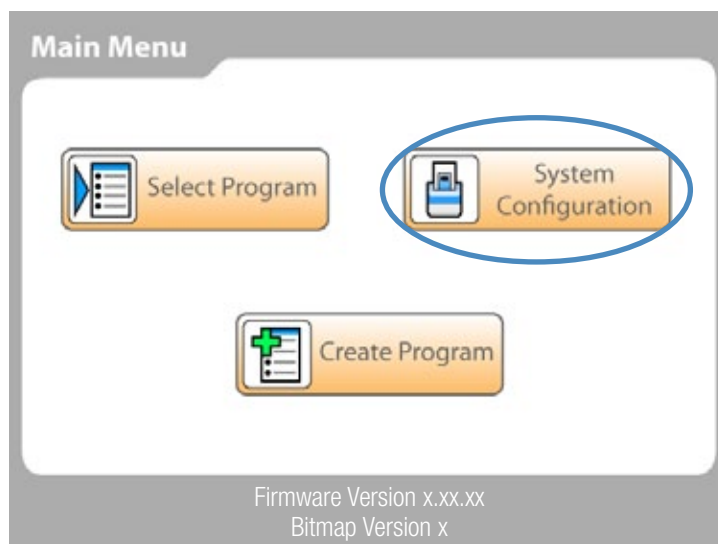 Main Menu
Select Program
System
Configuration
Create Program
Firmware Version x.xx.xx
Bitmap Version x